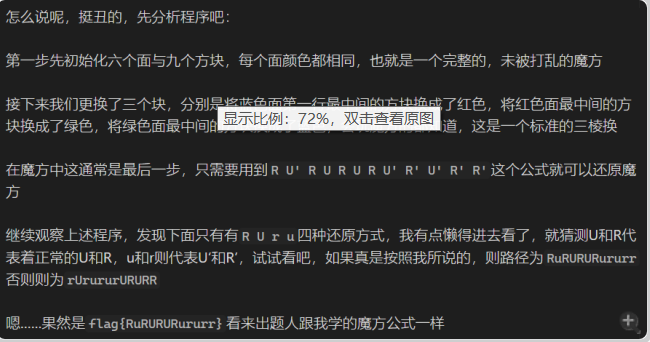 怎么说呢，挺丑的，先分析程序吧：
第一步先初始化六个面与九个方块，每个面颜色都相同，也就是一个完整的，未被打乱的魔方
接下来我们更换了三个块，分别是将蓝色面第一行最中间的方块换成了红色，将红色面最中间的方
块换成了绿色，将绿色面最中间的
道，这是一个标准的三棱换
显示比例：72%，双击查看原图
在魔方中这通常是最后一步，只需要用到 R U' R U R U R U' R' U' R' R' 这个公式就可以还原魔
方
继续观察上述程序，发现下面只有有 R U r u 四种还原方式，我有点懒得进去看了，就猜测U和R代
表着正常的U和R，u和r则代表U'和R'，试试看吧，如果真是按照我所说的，则路径为 RuRURURururr
否则则为 rUrururURURR
嗯......果然是 flag{RuRURURururr} 看来出题人跟我学的魔方公式一样